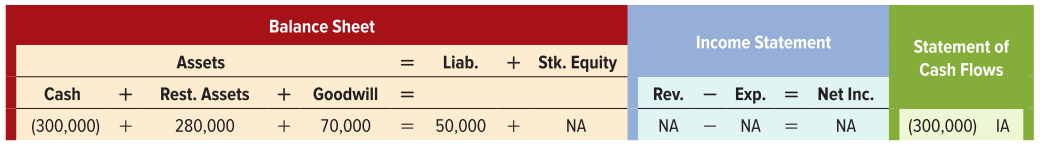 Balance Sheet
Income Statement
Statement of
Cash Flows
Assets = Liab. + Stk. Equity
Cash + Rest. Assets + Goodwill =
Rev. − Exp. = Net Inc.
(300,000) + 280,000 + 70,000 = 50,000 + NA NA − NA = NA (300,000) IA